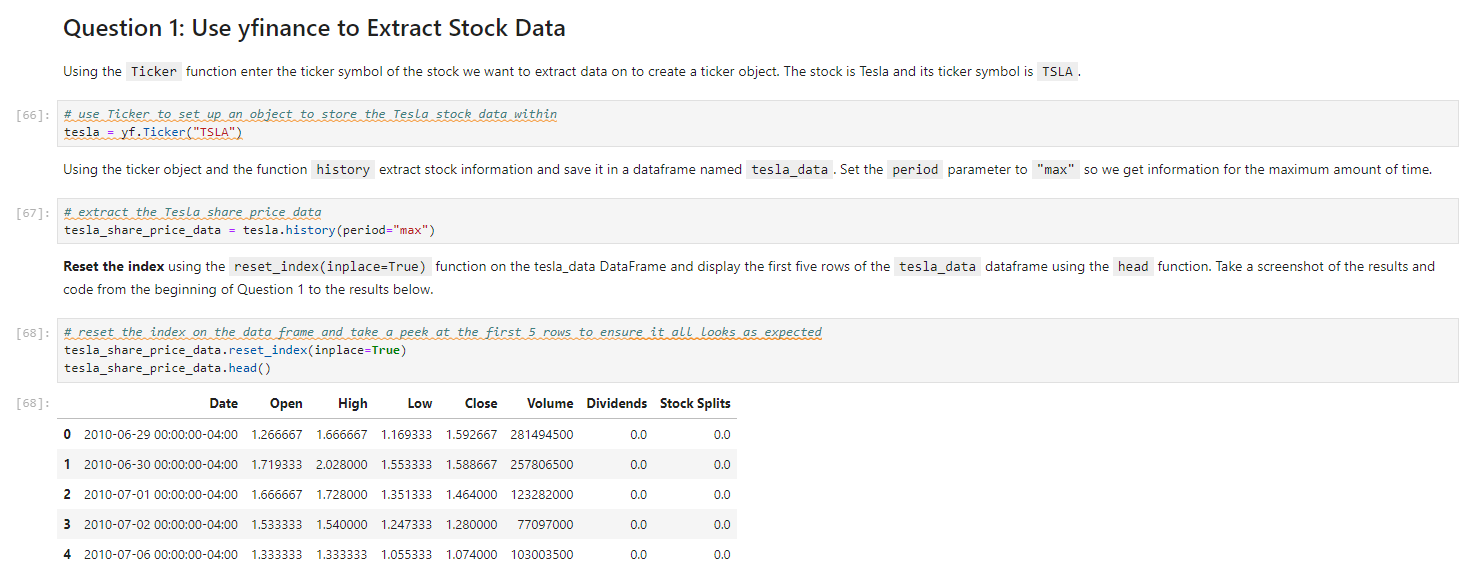 Question 1: Use yfinance to Extract Stock Data
Using the Ticker function enter the ticker symbol of the stock we want to extract data on to create a ticker object. The stock is Tesla and its ticker symbol is TSLA .
[66]: # use Ticker to set up an object to store the Tesla stock data within
tesla = yf.Ticker("TSLA")
Using the ticker object and the function history extract stock information and save it in a dataframe named tesla_data . Set the period parameter to "max" so we get information for the maximum amount of time.
[67]: # extract the Tesla share price data
tesla_share_price_data = tesla.history(period="max")
Reset the index using the reset_index(inplace=True) function on the tesla_data DataFrame and display the first five rows of the tesla_data dataframe using the head function. Take a screenshot of the results and
code from the beginning of Question 1 to the results below.
[68]: # reset the index on the data frame and take a peek at the first 5 rows to ensure it all looks as expected
tesla_share_price_data.reset_index(inplace=True)
tesla_share_price_data.head()
[68]: Date Open High Low Close Volume Dividends Stock Splits
0 2010-06-29 00:00:00-04:00 1.266667 1.666667 1.169333 1.592667 281494500 0.0 0.0
1 2010-06-30 00:00:00-04:00 1.719333 2.028000 1.553333 1.588667 257806500 0.0 0.0
2 2010-07-01 00:00:00-04:00 1.666667 1.728000 1.351333 1.464000 123282000 0.0 0.0
3 2010-07-02 00:00:00-04:00 1.533333 1.540000 1.247333 1.280000 77097000 0.0 0.0
4 2010-07-06 00:00:00-04:00 1.333333 1.333333 1.055333 1.074000 103003500 0.0 0.0